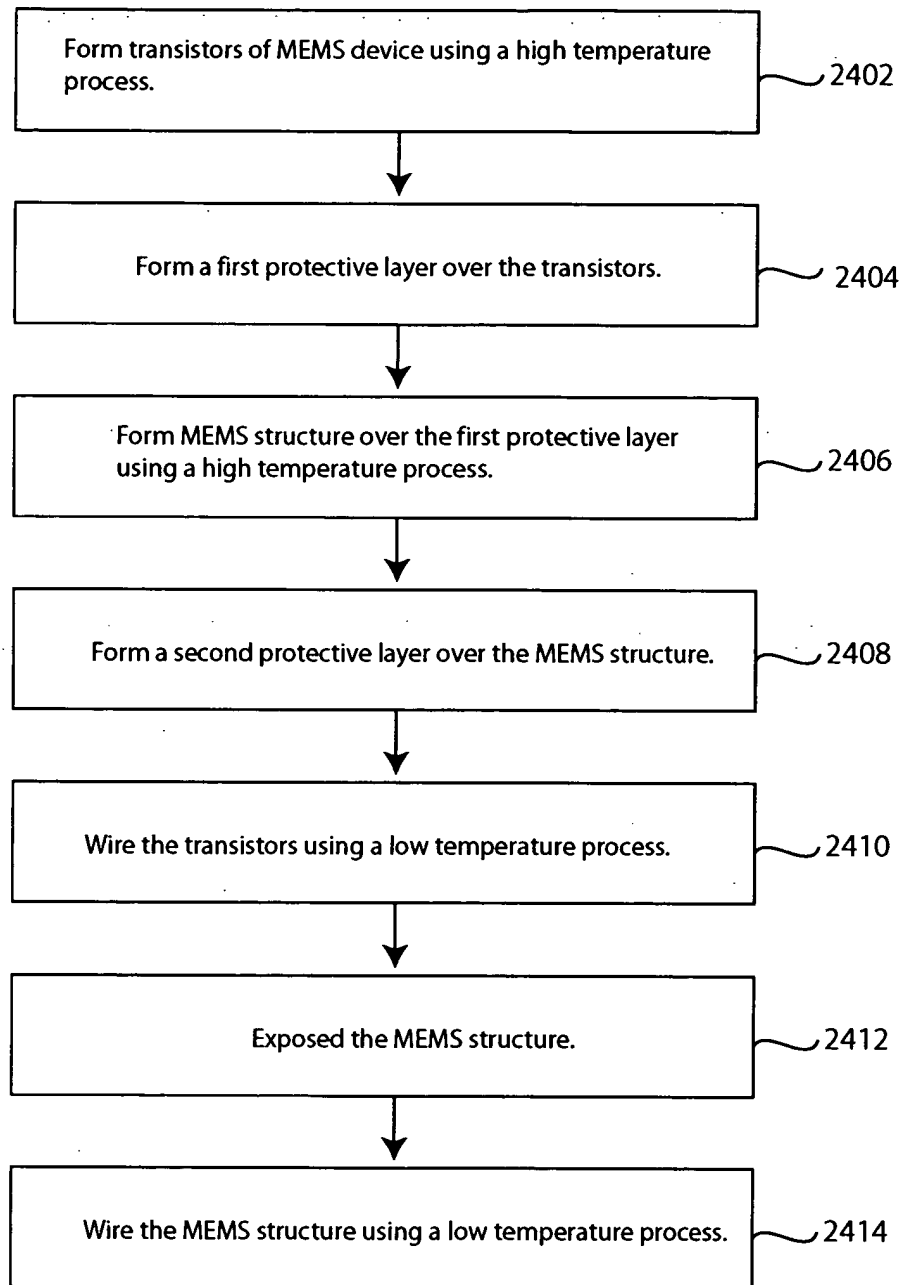 Form transistors of MEMS device using a high temperature
process.
2402
Form a first protective layer over the transistors.
2404
Form MEMS structure over the first protective layer
using a high temperature process.
2406
Form a second protective layer over the MEMS structure.
2408
Wire the transistors using a low temperature process.
2410
Exposed the MEMS structure.
2412
Wire the MEMS structure using a low temperature process.
2414